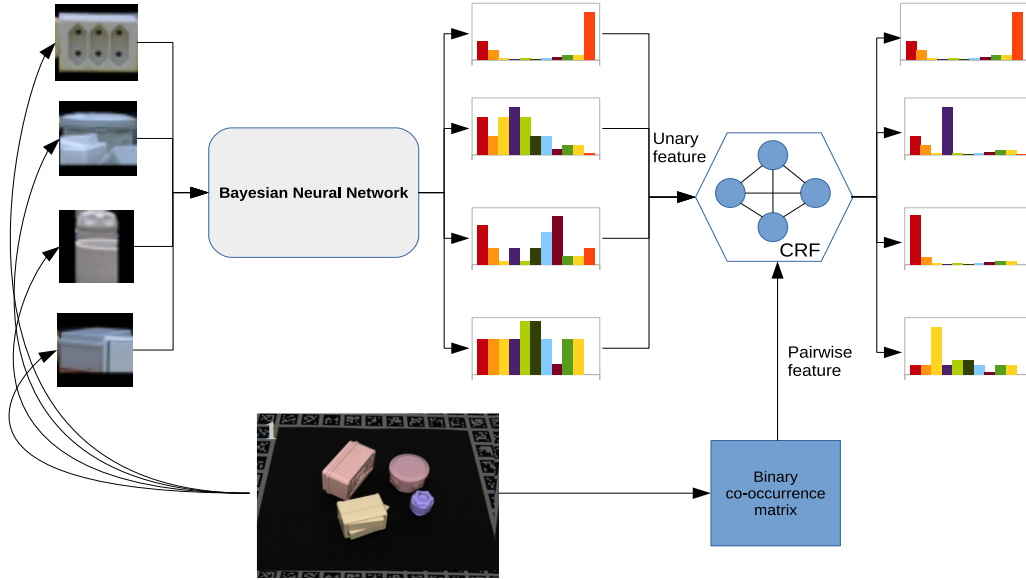 Bayesian Neural Network
Unary
feature
CRF
Pairwise
feature
1
Binary
co-occurrence
matrix